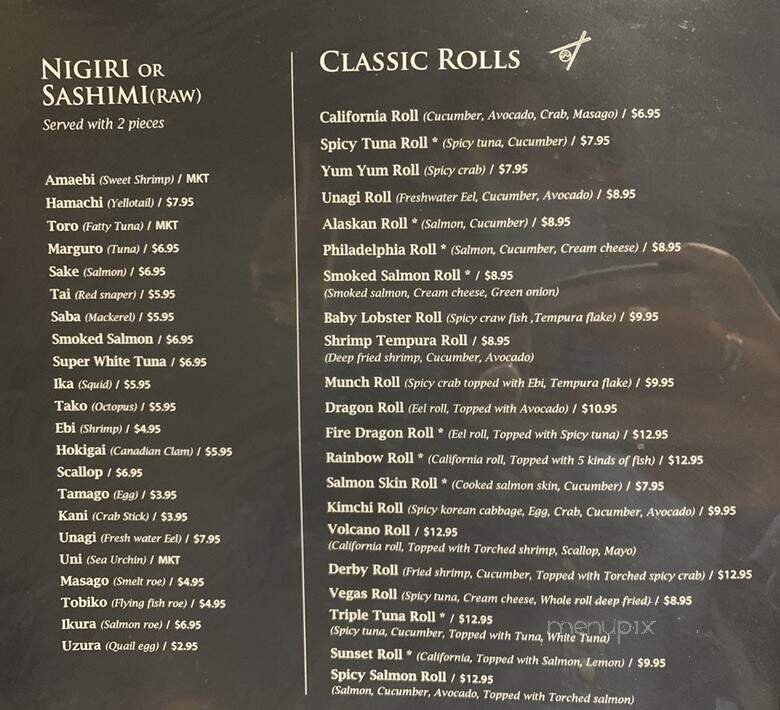 NIGIRI OR
SASHIMI(RAW)
Served with 2 pieces
Amaebi (Sweet Shrimp) / MKT
Hamachi (Yellotail) / $7.95
Toro (Fatty Tuna) / MKT
Marguro (Tuna) / $6.95
Sake (Salmon) / $6.95
Tai (Red snaper) / $5.95
Saba (Mackerel) / $5.95
Smoked Salmon / $6.95
Super White Tuna / $6.95
Ika (Squid) / $5.95
Tako (Octopus) / $5.95
Ebi (Shrimp) / $4.95
Hokigai (Canadian Clam) / $5.95
Scallop / $6.95
Tamago (Egg) / $3.95
Kani (Crab Stick) / $3.95
Unagi (Fresh water Eel) / $7.95
Uni (Sea Urchin) / MKT
Masago (Smelt roe) / $4.95
Tobiko (Flying fish roe) / $4.95
Ikura (Salmon roe) / $6.95
Uzura (Quail egg) / $2.95
CLASSIC ROLLS
California Roll (Cucumber, Avocado, Crab, Masago) / $6.95
Spicy Tuna Roll * (Spicy tuna, Cucumber) / $7.95
Yum Yum Roll (Spicy crab) / $7.95
Unagi Roll (Freshwater Eel, Cucumber, Avocado) / $8.95
Alaskan Roll * (Salmon, Cucumber) / $8.95
Philadelphia Roll * (Salmon, Cucumber, Cream cheese) / $8.95
Smoked Salmon Roll * / $8.95
(Smoked salmon, Cream cheese, Green onion)
Baby Lobster Roll (Spicy craw fish ,Tempura flake) / $9.95
Shrimp Tempura Roll / $8.95
(Deep fried shrimp, Cucumber, Avocado)
Munch Roll (Spicy crab topped with Ebi, Tempura flake) / $9.95
Dragon Roll (Eel roll, Topped with Avocado) / $10.95
Fire Dragon Roll * (Eel roll, Topped with Spicy tuna) / $12.95
Rainbow Roll * (California roll, Topped with 5 kinds of fish) / $12.95
Salmon Skin Roll * (Cooked salmon skin, Cucumber) / $7.95
Kimchi Roll (Spicy korean cabbage, Egg, Crab, Cucumber, Avocado) / $9.95
Volcano Roll / $12.95
(California roll, Topped with Torched shrimp, Scallop, Mayo)
Derby Roll (Fried shrimp, Cucumber, Topped with Torched spicy crab) / $12.95
Vegas Roll (Spicy tuna, Cream cheese, Whole roll deep fried) / $8.95
Triple Tuna Roll * / $12.95
(Spicy tuna, Cucumber, Topped with Tuna, White Tuna)
menupix
Sunset Roll * (California, Topped with Salmon, Lemon) / $9.95
Spicy Salmon Roll / $12.95
(Salmon, Cucumber, Avocado, Topped with Torched salmon)